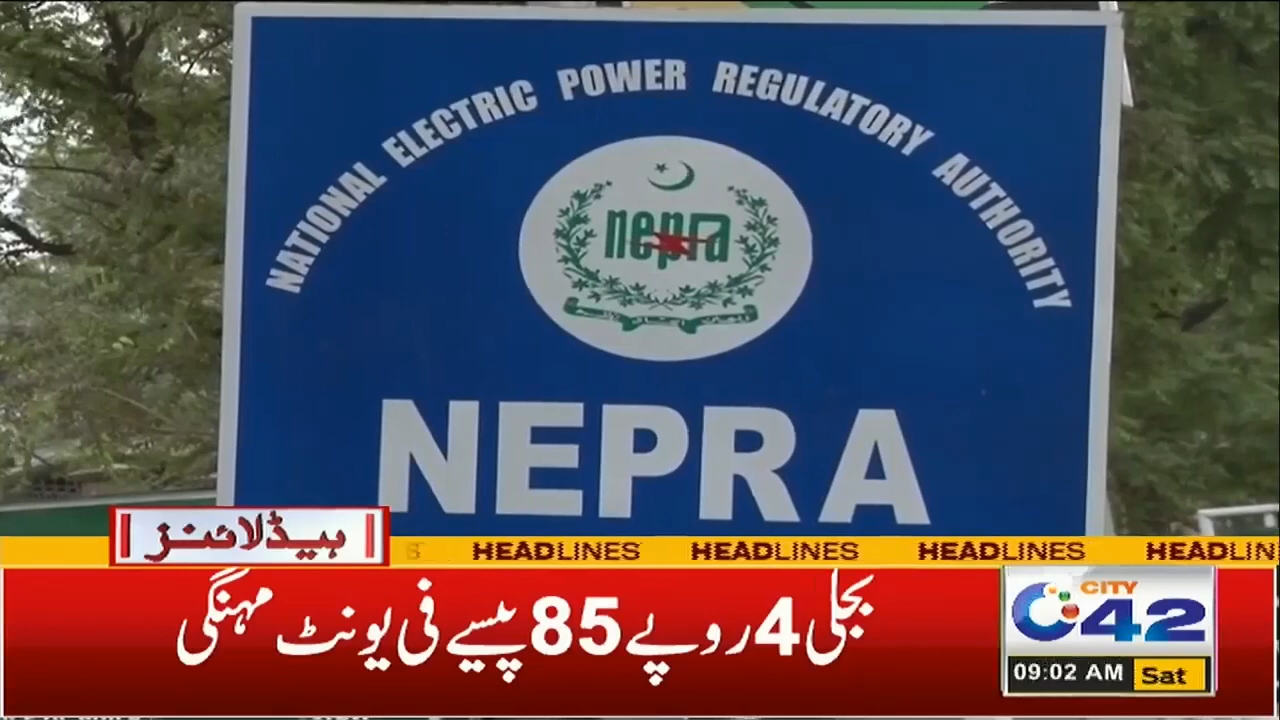 NATIONAL ELECTRIC POWER REGULATORY AUTHORITY
nepra
NEPRA
ہیڈلائنز
HEADLINES HEADLINES HEADLINES HEADLIN
بجلی 4 روپے 85 پیسے فی یونٹ مہنگی
CITY
42
09:02 AM Sat